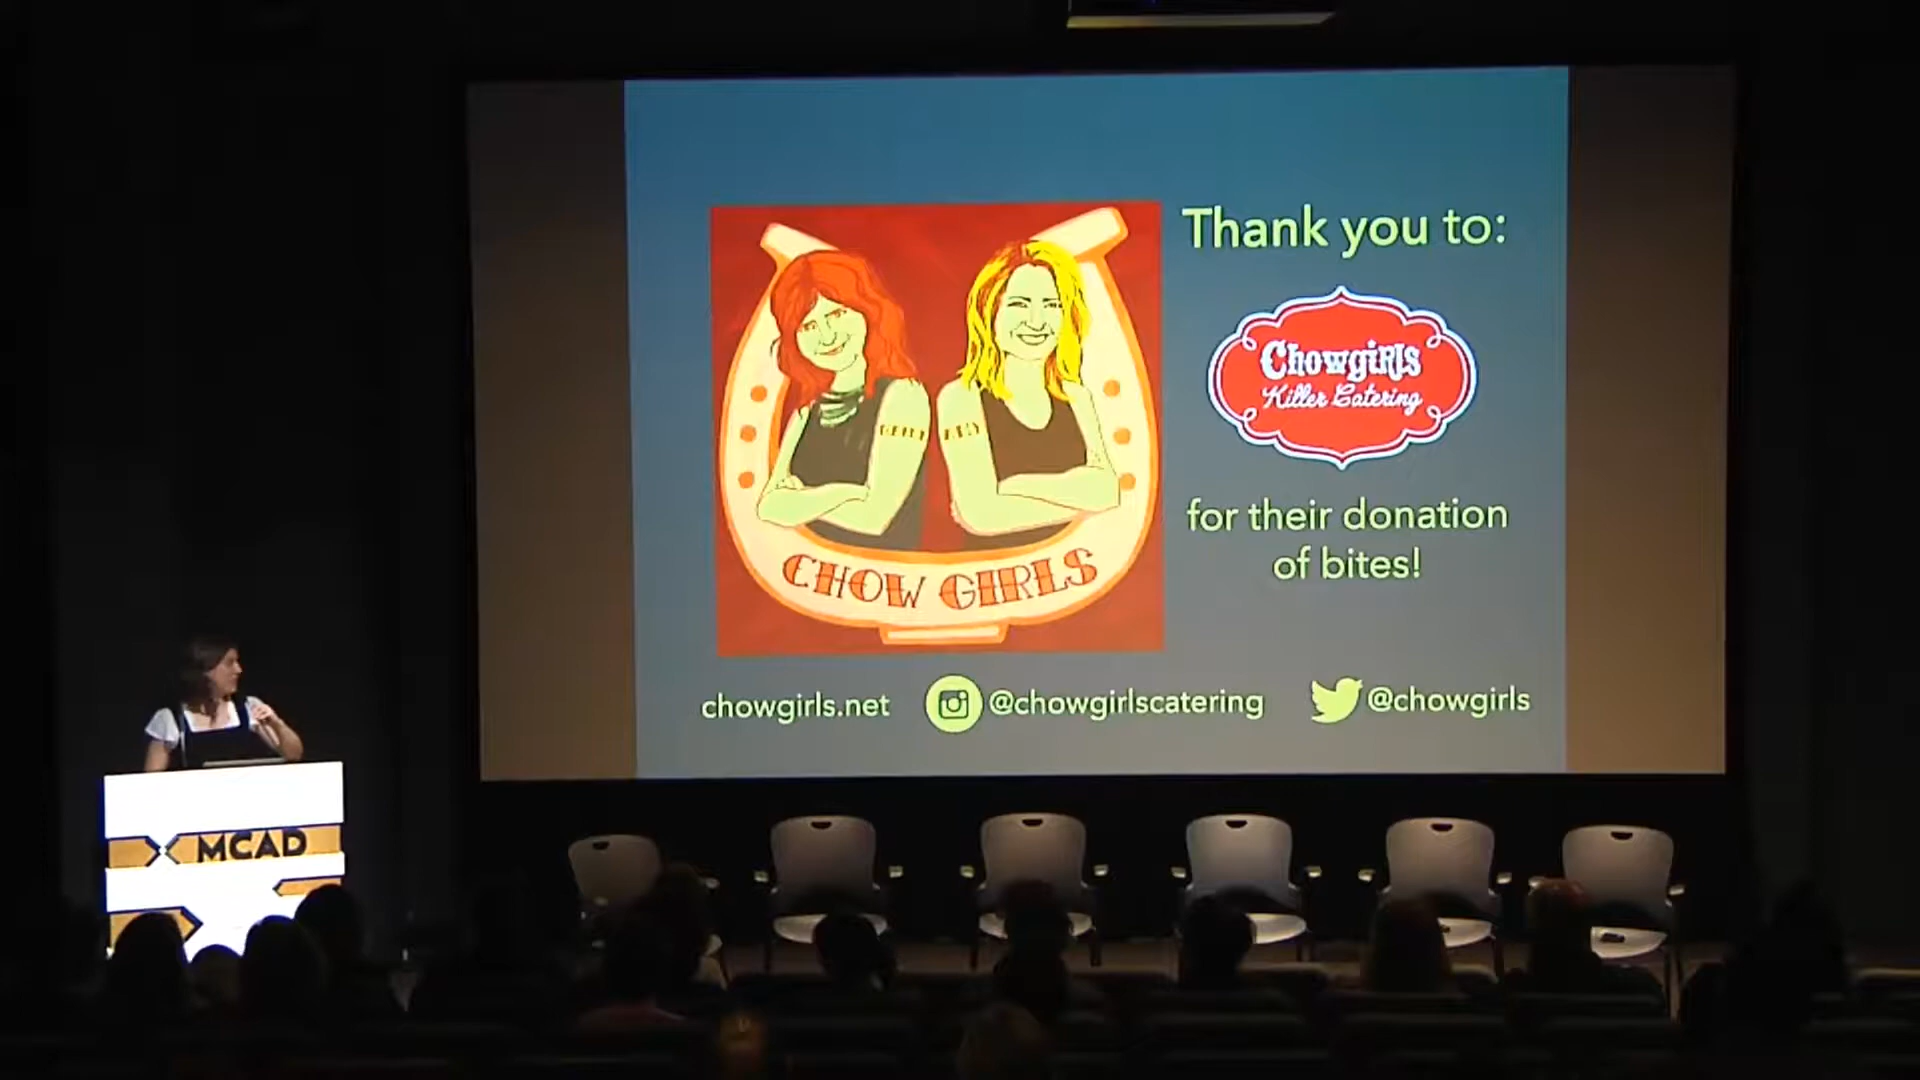 Thank you to:
Chowgirls
Killer Catering
for their donation
of bites!
CHOW GIRLS
chowgirls.net
@chowgirlscatering
@chowgirls
MCAD